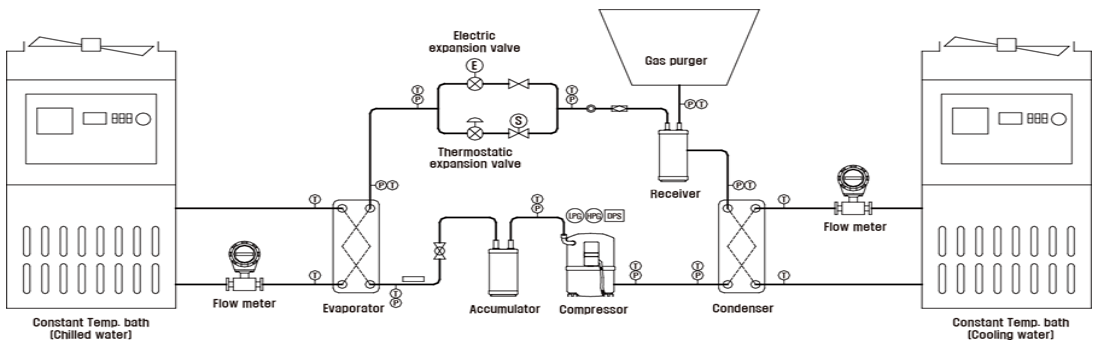 Electric
expansion valve
E
Gas purger
T
P
T
P
P T
S
Thermostatic
expansion valve
Receiver
P T
P T
T
T
Flow meter
T
P
LPG HPG DPS
T
T
P
T
P
T
P
T
Flow meter
Evaporator
Accumulator
Compressor
Condenser
Constant Temp. bath
(Chilled water)
Constant Temp. bath
(Cooling water)